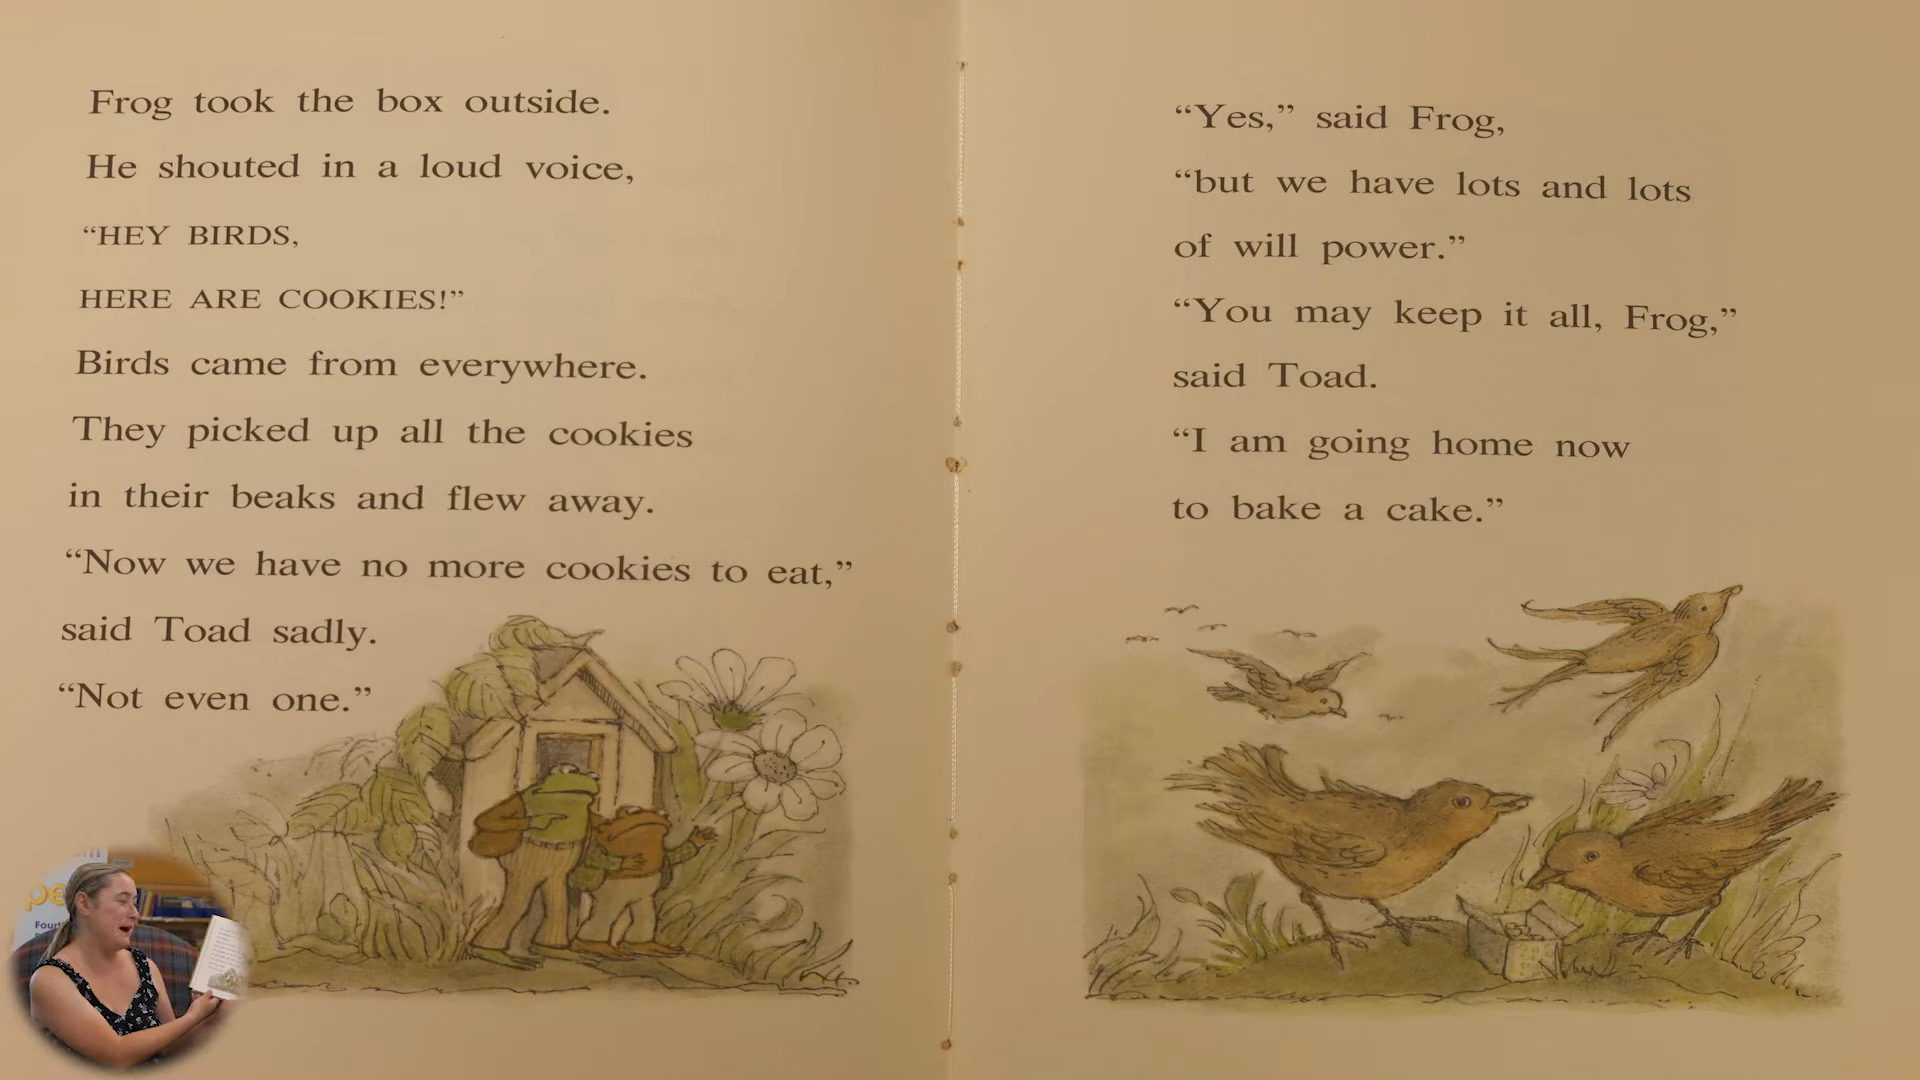 Frog took the box outside.
He shouted in a loud voice,
“HEY BIRDS,
HERE ARE COOKIES!”
Birds came from everywhere.
They picked up all the cookies
in their beaks and flew away.
“Now we have no more cookies to eat,”
said Toad sadly.
“Not even one.”
“Yes,” said Frog,
“but we have lots and lots
of will power.”
“You may keep it all, Frog,”
said Toad.
“I am going home now
to bake a cake.”